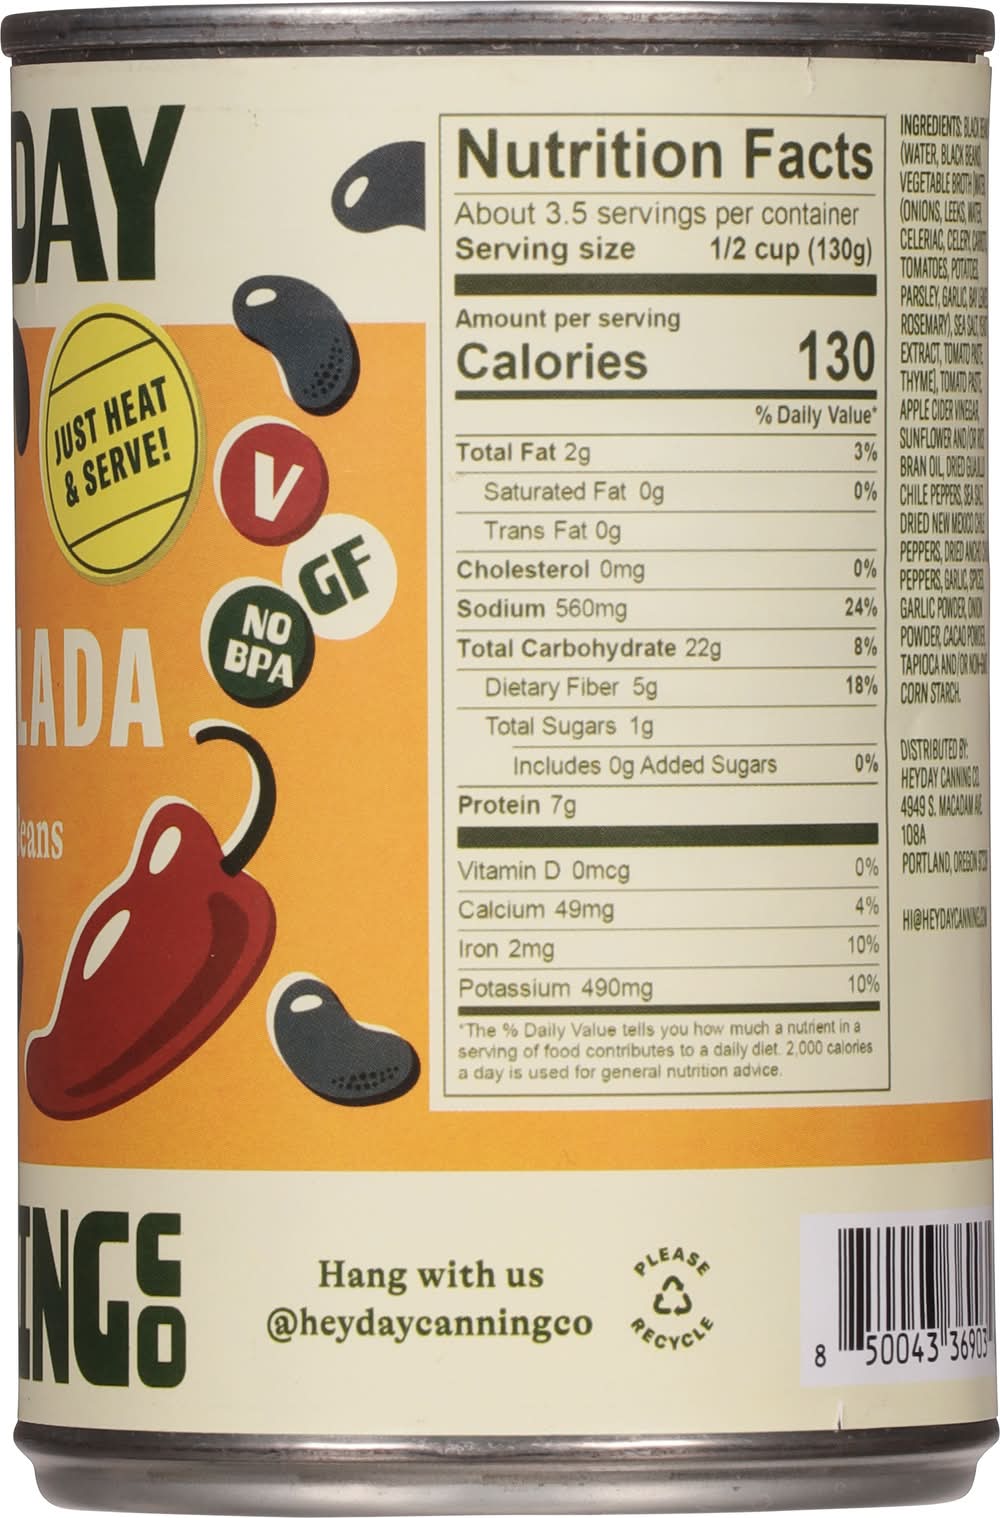 DAY
JUST HEAT
& SERVE!
V
GF
NO
BPA
LADA
eans
INGCO
Hang with us
@heydaycanningco
PLEASE
RECYCLE
Nutrition Facts
About 3.5 servings per container
Serving size 1/2 cup (130g)
Amount per serving
Calories 130
% Daily Value*
Total Fat 2g 3%
Saturated Fat 0g 0%
Trans Fat 0g
Cholesterol 0mg 0%
Sodium 560mg 24%
Total Carbohydrate 22g 8%
Dietary Fiber 5g 18%
Total Sugars 1g
Includes 0g Added Sugars 0%
Protein 7g
Vitamin D 0mcg 0%
Calcium 49mg 4%
Iron 2mg 10%
Potassium 490mg 10%
*The % Daily Value tells you how much a nutrient in a
serving of food contributes to a daily diet. 2,000 calories
a day is used for general nutrition advice.
INGREDIENTS: BLACK
(WATER, BLACK BEANS),
VEGETABLE BROTH
(ONIONS, LEEKS, WATER,
CELERIAC, CELERY,
TOMATOES, POTATOES,
PARSLEY, GARLIC, BAY
ROSEMARY), SEA SALT,
EXTRACT, TOMATO PASTE,
THYME), TOMATO PASTE,
APPLE CIDER VINEGAR,
SUNFLOWER AND/OR
BRAN OIL, DRIED GUAJILLO
CHILE PEPPERS, SEA SALT,
DRIED NEW MEXICO CHILE
PEPPERS, DRIED
PEPPERS, GARLIC, SPICES,
GARLIC POWDER, ONION
POWDER, CACAO POWDER,
TAPIOCA AND/OR
CORN STARCH.
DISTRIBUTED BY:
HEYDAY CANNING CO.
4949 S. MACADAM AVE.
108A
PORTLAND, OREGON
HI@HEYDAYCANNING.CO
8 50043 36903